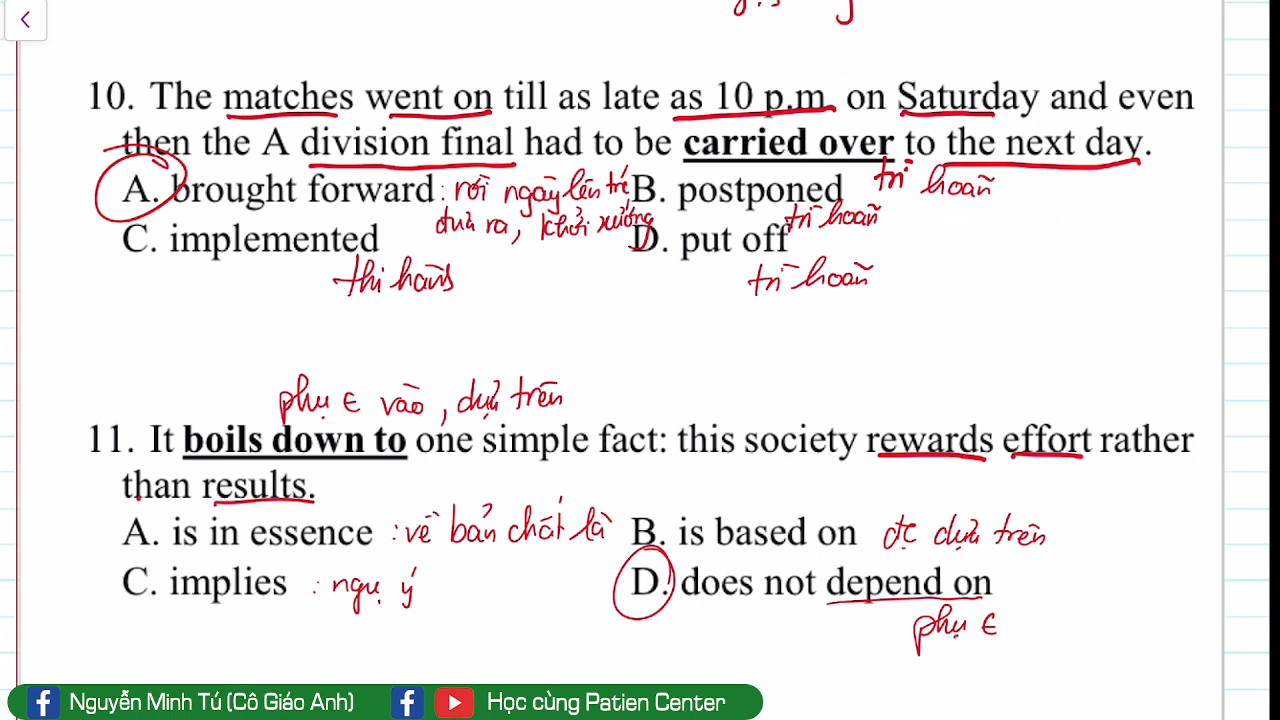 10. The matches went on till as late as 10 p.m. on Saturday and even
then the A division final had to be carried over to the next day.
trì hoãn
A. brought forward : rời ngày lên trc B. postponed
đưa ra, khởi xướng trì hoãn
C. implemented D. put off
thi hành trì hoãn
phụ € vào, dựa trên
11. It boils down to one simple fact: this society rewards effort rather
than results.
A. is in essence : về bản chất là B. is based on đc dựa trên
C. implies : ngụ ý D. does not depend on
phụ €
Nguyễn Minh Tú (Cô Giáo Anh) Học cùng Patien Center